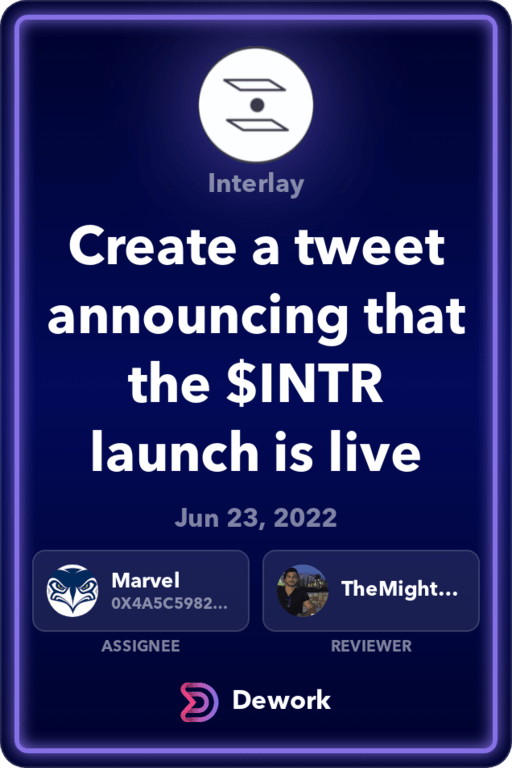 Interlay
Create a tweet
announcing that
the $INTR
launch is live
Jun 23, 2022
Marvel
0X4A5C5982...
ASSIGNEE
TheMight...
REVIEWER
Dework